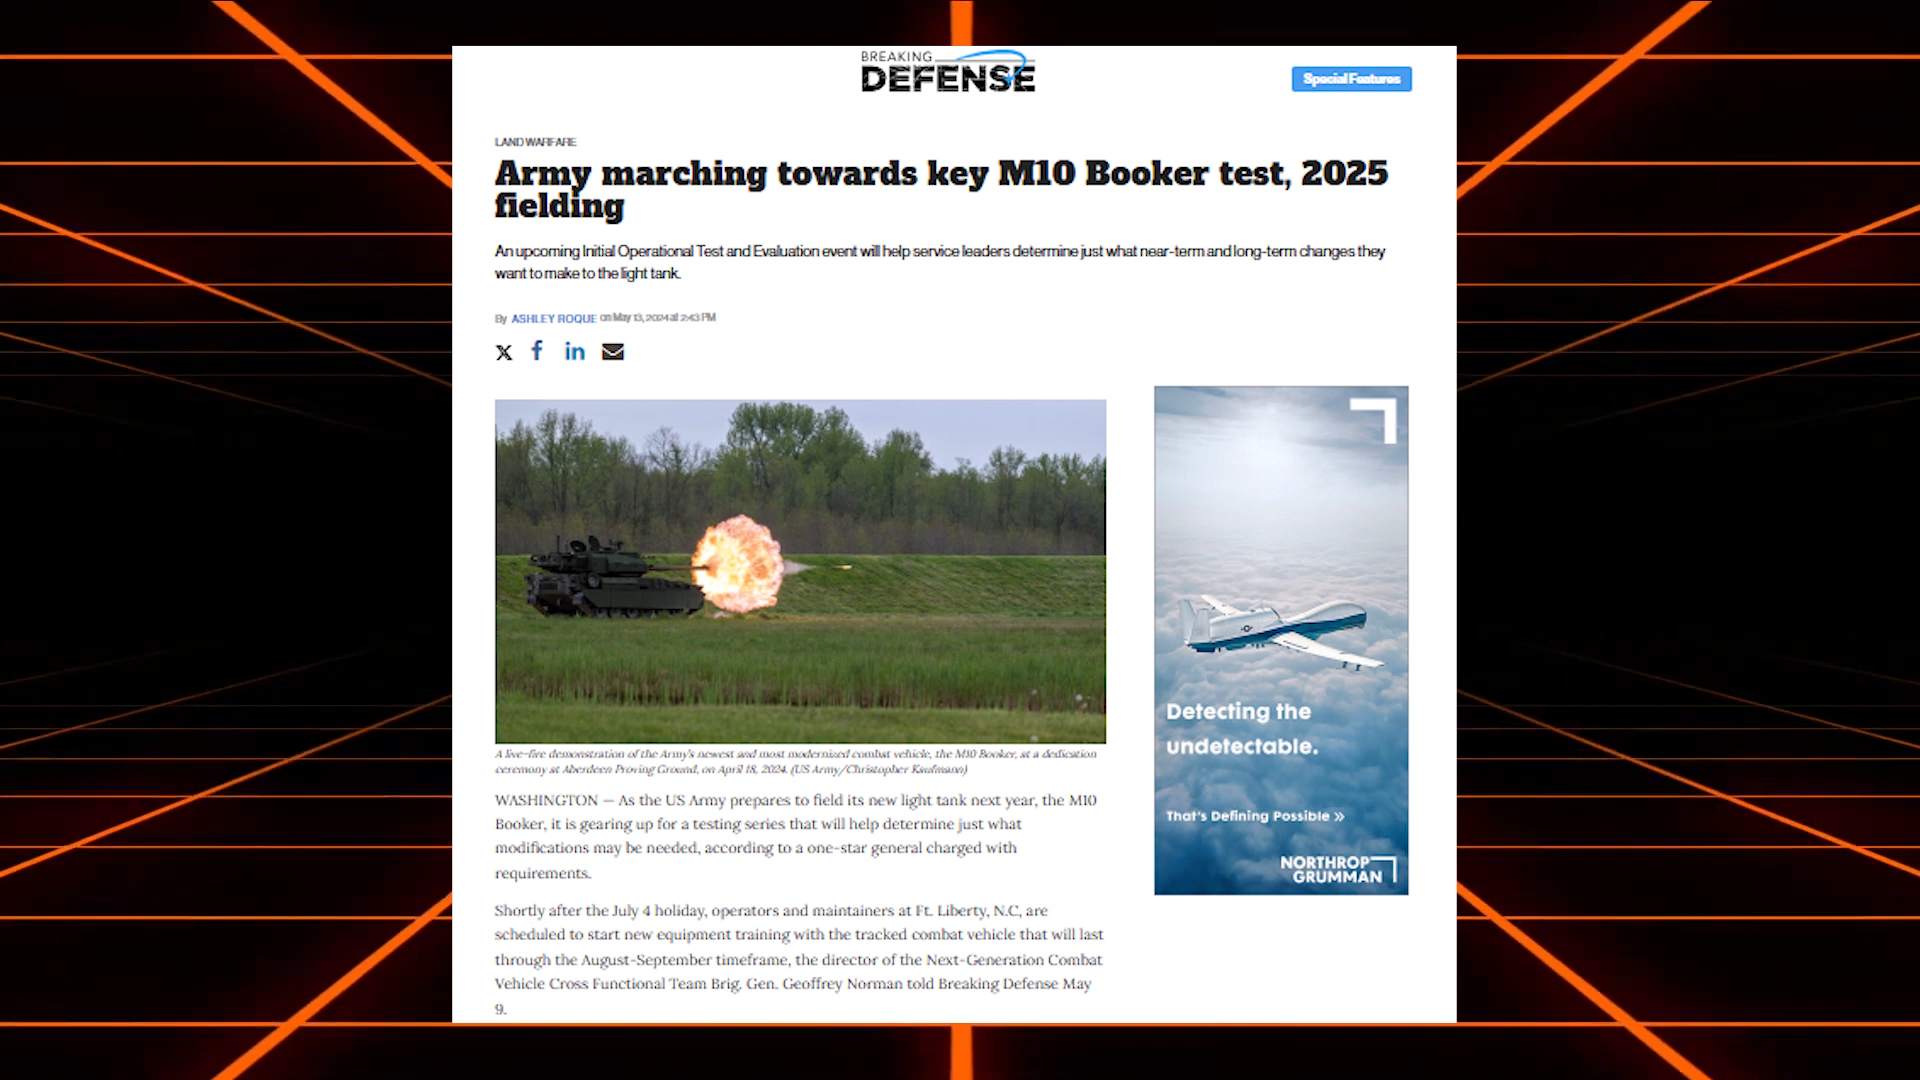 BREAKING
DEFENSE
Special Features
LAND WARFARE
Army marching towards key M10 Booker test, 2025
fielding
An upcoming Initial Operational Test and Evaluation event will help service leaders determine just what near-term and long-term changes they
want to make to the light tank.
By ASHLEY ROQUE on May 13, 2024 at 2:43 PM
A live-fire demonstration of the Army's newest and most modernized combat vehicle, the M10 Booker, at a dedication
ceremony at Aberdeen Proving Ground, on April 18, 2024. (US Army/Christopher Kaufmann)
WASHINGTON — As the US Army prepares to field its new light tank next year, the M10
Booker, it is gearing up for a testing series that will help determine just what
modifications may be needed, according to a one-star general charged with
requirements.
Shortly after the July 4 holiday, operators and maintainers at Ft. Liberty, N.C, are
scheduled to start new equipment training with the tracked combat vehicle that will last
through the August-September timeframe, the director of the Next-Generation Combat
Vehicle Cross Functional Team Brig. Gen. Geoffrey Norman told Breaking Defense May
9.
Detecting the
undetectable.
That's Defining Possible »
NORTHROP
GRUMMAN